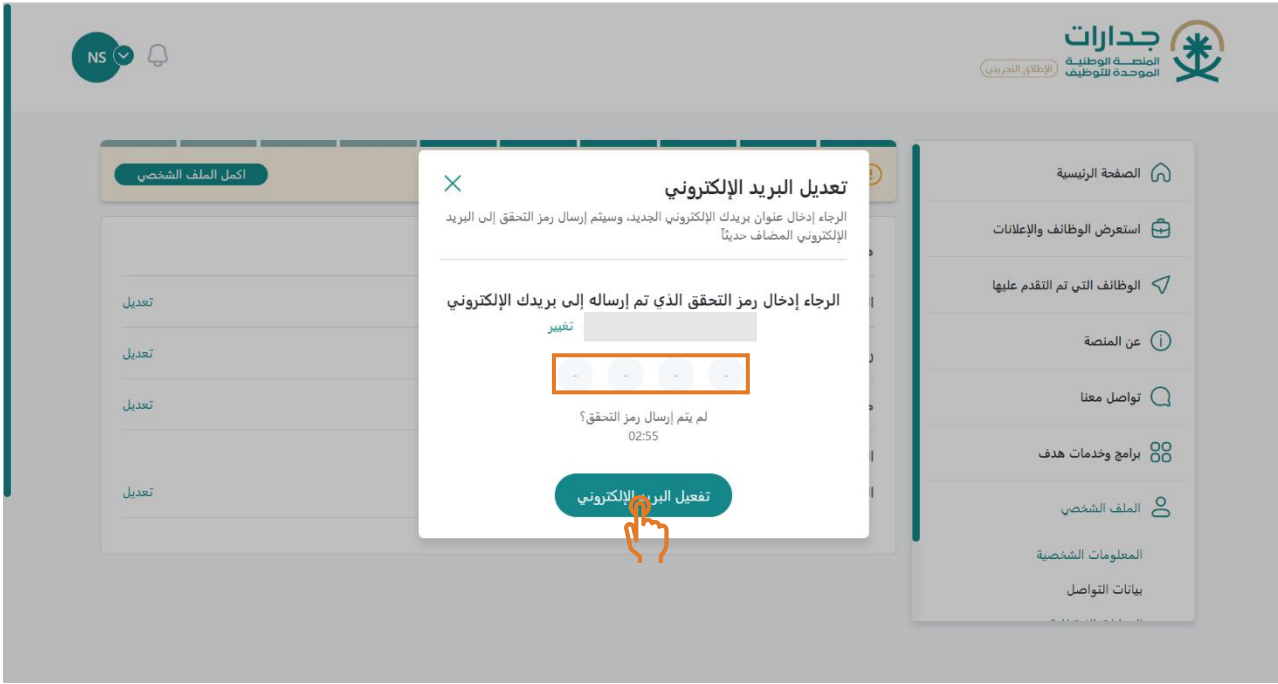 جدارات
المنصة الوطنية
الموحدة للتوظيف
الإطلاق التجريبي
NS
الصفحة الرئيسية
استعرض الوظائف والإعلانات
الوظائف التي تم التقدم عليها
عن المنصة
تواصل معنا
برامج وخدمات هدف
الملف الشخصي
المعلومات الشخصية
بيانات التواصل
اكمل الملف الشخصي
تعديل البريد الإلكتروني
الرجاء إدخال عنوان بريدك الإلكتروني الجديد، وسيتم إرسال رمز التحقق إلى البريد
الإلكتروني المضاف حديثاً
الرجاء إدخال رمز التحقق الذي تم إرساله إلى بريدك الإلكتروني
تغيير
- - - -
لم يتم إرسال رمز التحقق؟
02:55
تفعيل البريد الإلكتروني
تعديل
تعديل
تعديل
تعديل